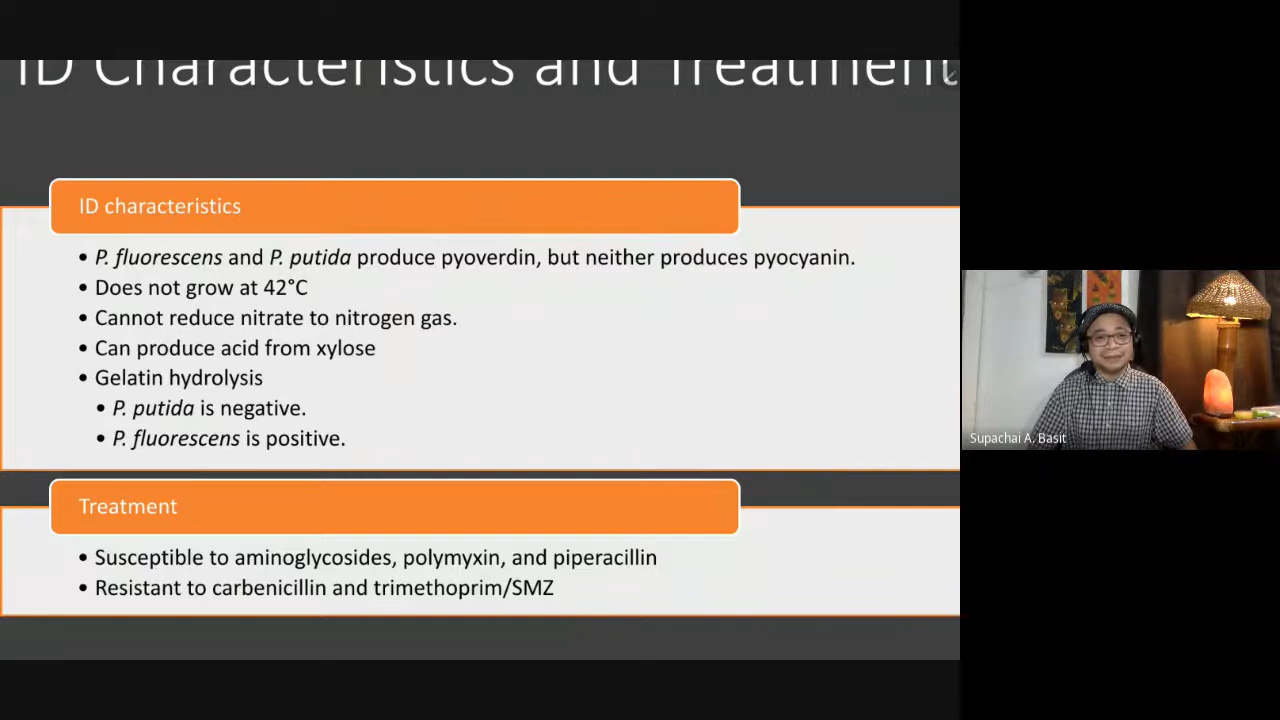 ID Characteristics and Treatment
ID characteristics
• P. fluorescens and P. putida produce pyoverdin, but neither produces pyocyanin.
• Does not grow at 42°C
• Cannot reduce nitrate to nitrogen gas.
• Can produce acid from xylose
• Gelatin hydrolysis
• P. putida is negative.
• P. fluorescens is positive.
Treatment
• Susceptible to aminoglycosides, polymyxin, and piperacillin
• Resistant to carbenicillin and trimethoprim/SMZ
Supachai A. Basit